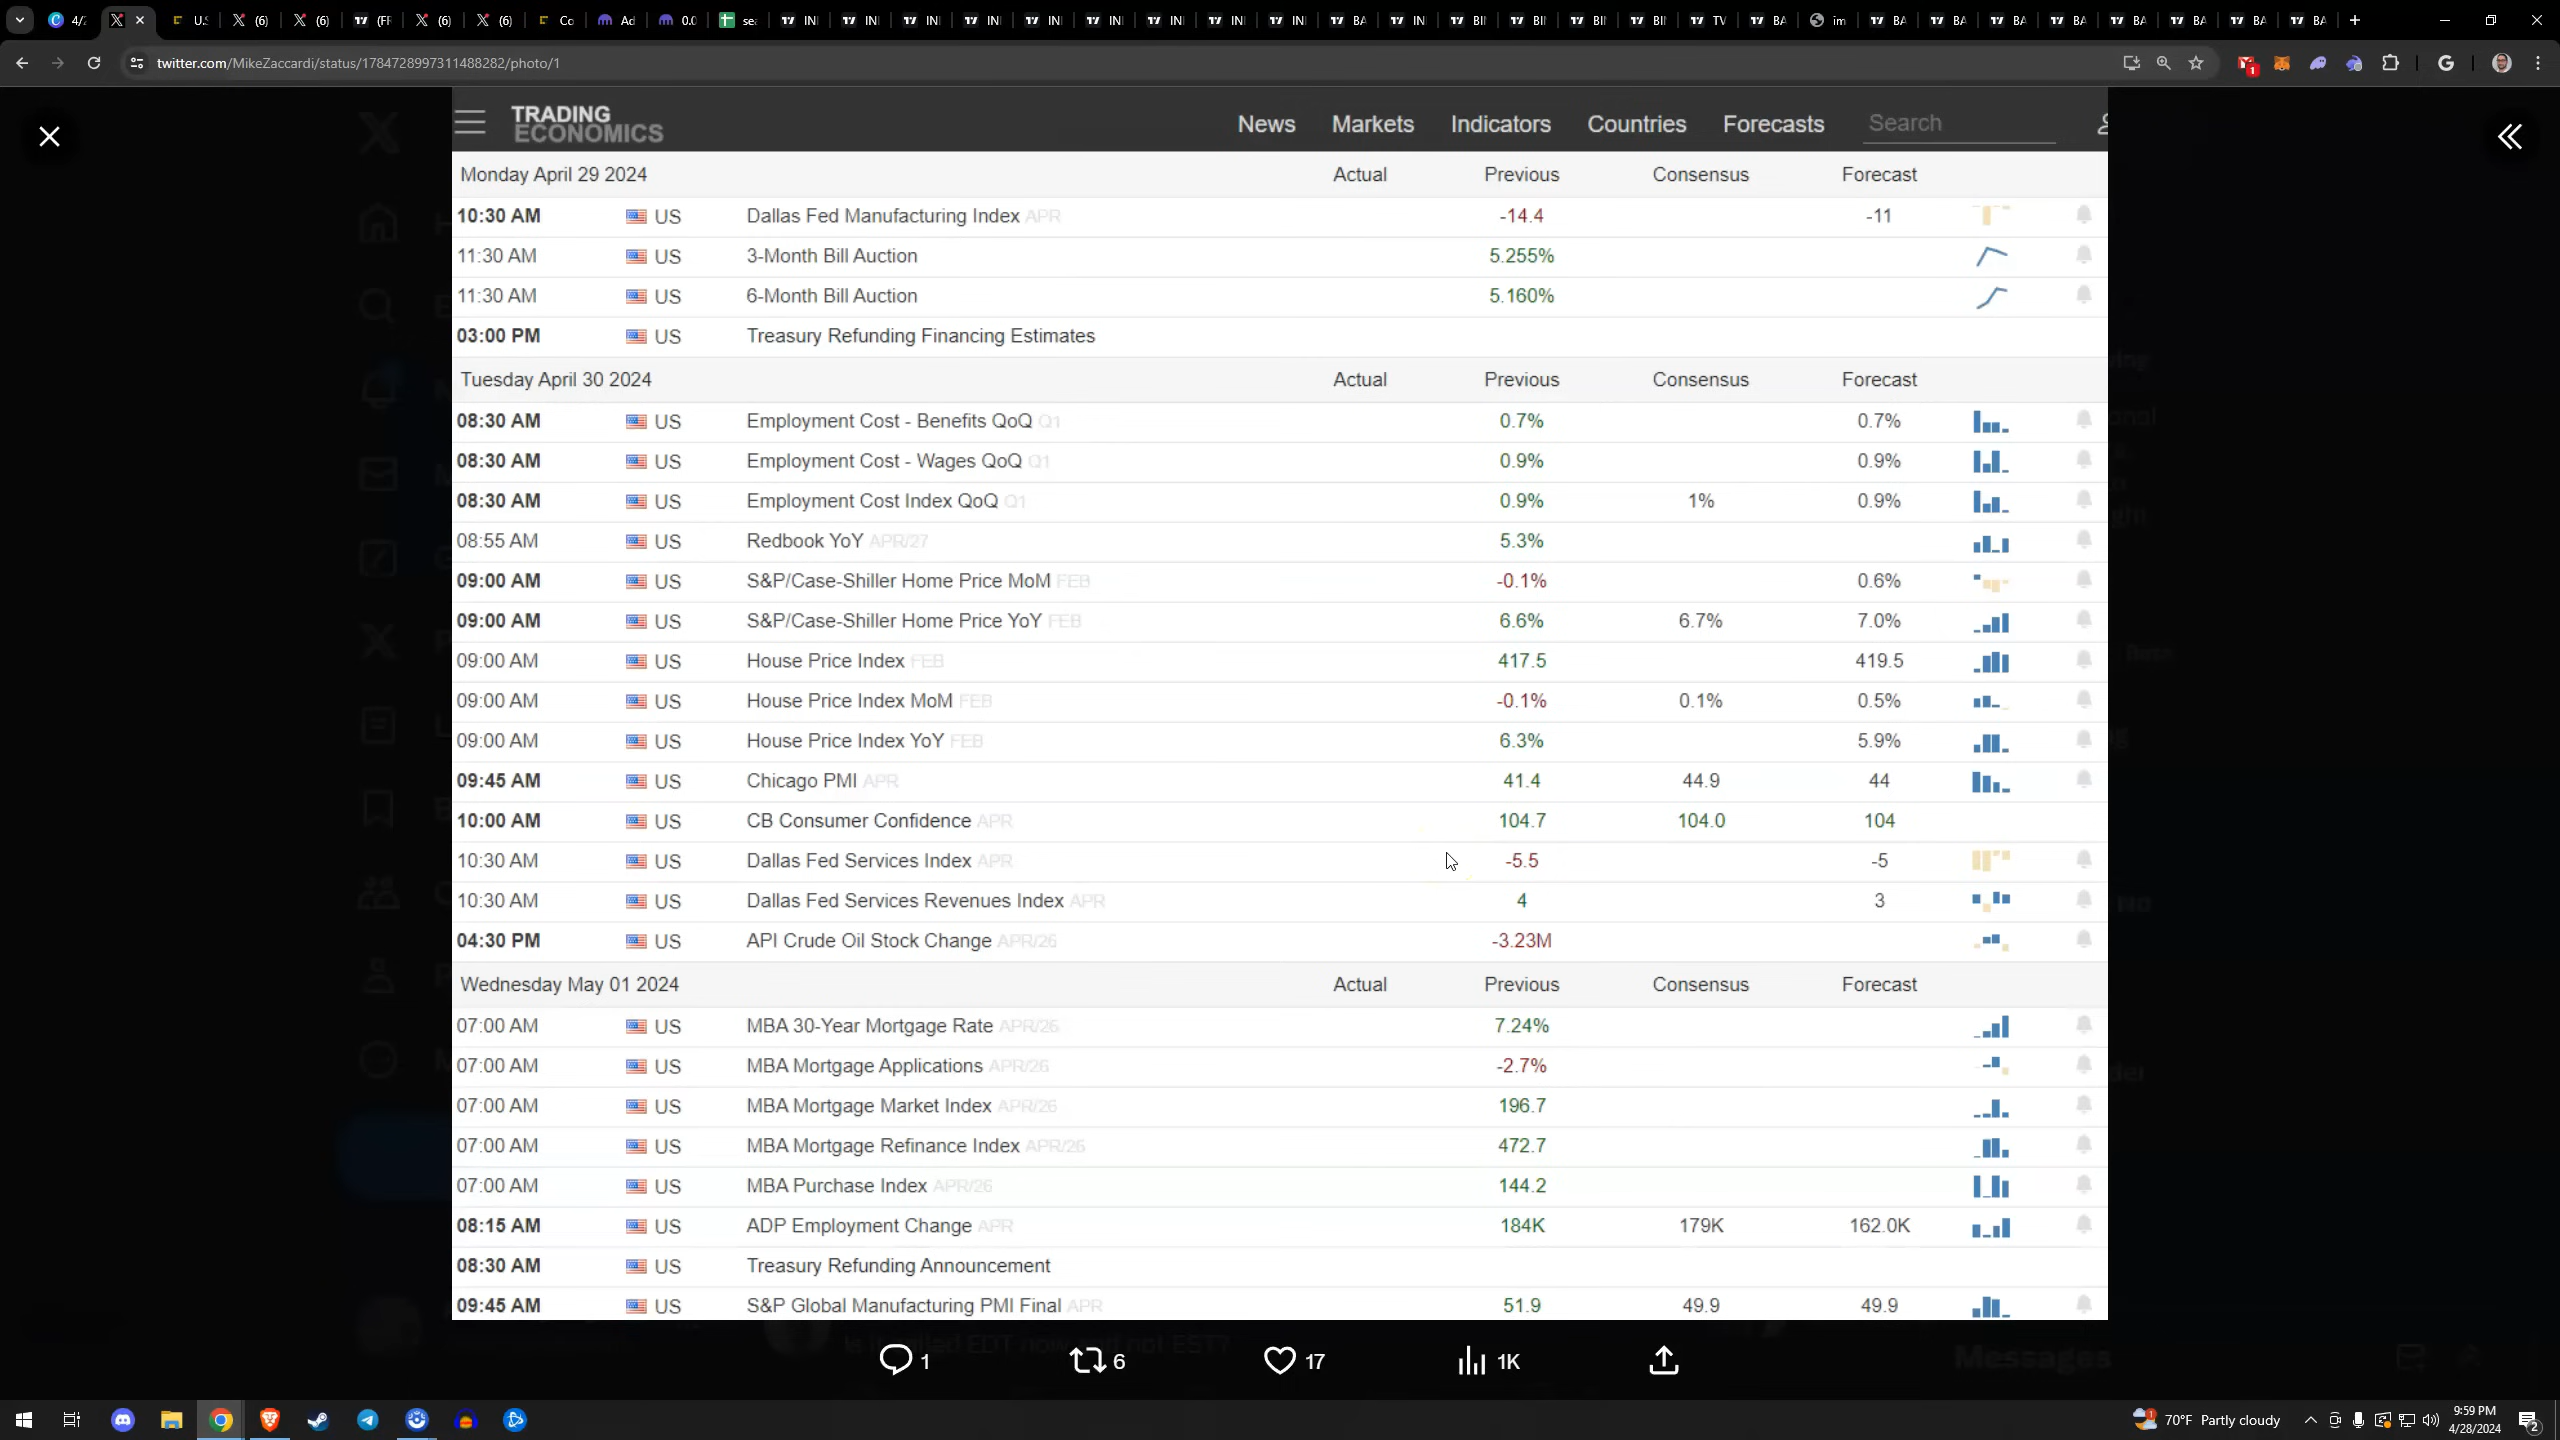 4/2
(6)
(6)
(6)
(6)
twitter.com/MikeZaccardi/status/1784728997311488282/photo/1
TRADING ECONOMICS
News Markets Indicators Countries Forecasts Search
Monday April 29 2024 Actual Previous Consensus Forecast
10:30 AM US Dallas Fed Manufacturing Index APR -14.4 -11
11:30 AM US 3-Month Bill Auction 5.255%
11:30 AM US 6-Month Bill Auction 5.160%
03:00 PM US Treasury Refunding Financing Estimates
Tuesday April 30 2024 Actual Previous Consensus Forecast
08:30 AM US Employment Cost - Benefits QoQ Q1 0.7% 0.7%
08:30 AM US Employment Cost - Wages QoQ Q1 0.9% 0.9%
08:30 AM US Employment Cost Index QoQ Q1 0.9% 1% 0.9%
08:55 AM US Redbook YoY APR/27 5.3%
09:00 AM US S&P/Case-Shiller Home Price MoM FEB -0.1% 0.6%
09:00 AM US S&P/Case-Shiller Home Price YoY FEB 6.6% 6.7% 7.0%
09:00 AM US House Price Index FEB 417.5 419.5
09:00 AM US House Price Index MoM FEB -0.1% 0.1% 0.5%
09:00 AM US House Price Index YoY FEB 6.3% 5.9%
09:45 AM US Chicago PMI APR 41.4 44.9 44
10:00 AM US CB Consumer Confidence APR 104.7 104.0 104
10:30 AM US Dallas Fed Services Index APR -5.5 -5
10:30 AM US Dallas Fed Services Revenues Index APR 4 3
04:30 PM US API Crude Oil Stock Change APR/26 -3.23M
Wednesday May 01 2024 Actual Previous Consensus Forecast
07:00 AM US MBA 30-Year Mortgage Rate APR/26 7.24%
07:00 AM US MBA Mortgage Applications APR/26 -2.7%
07:00 AM US MBA Mortgage Market Index APR/26 196.7
07:00 AM US MBA Mortgage Refinance Index APR/26 472.7
07:00 AM US MBA Purchase Index APR/26 144.2
08:15 AM US ADP Employment Change APR 184K 179K 162.0K
08:30 AM US Treasury Refunding Announcement
09:45 AM US S&P Global Manufacturing PMI Final APR 51.9 49.9 49.9
1 6 17 1K
Messages
70°F Partly cloudy
9:59 PM
4/28/2024
2